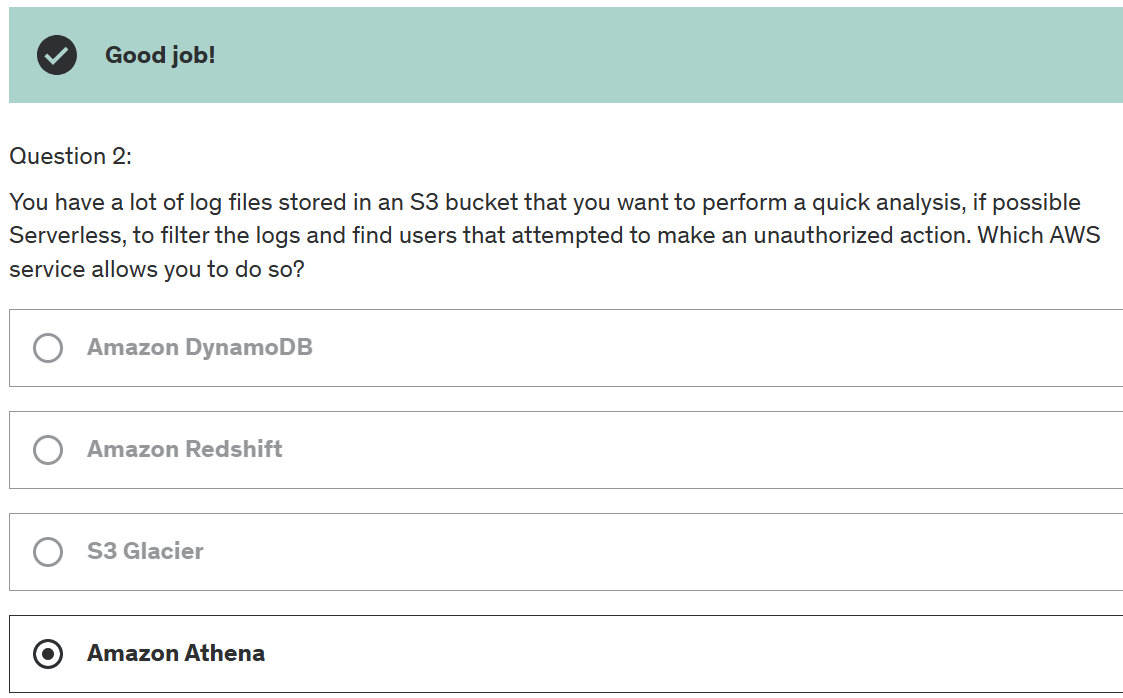 Good job!
Question 2:
You have a lot of log files stored in an S3 bucket that you want to perform a quick analysis, if possible
Serverless, to filter the logs and find users that attempted to make an unauthorized action. Which AWS
service allows you to do so?
Amazon DynamoDB
Amazon Redshift
S3 Glacier
Amazon Athena